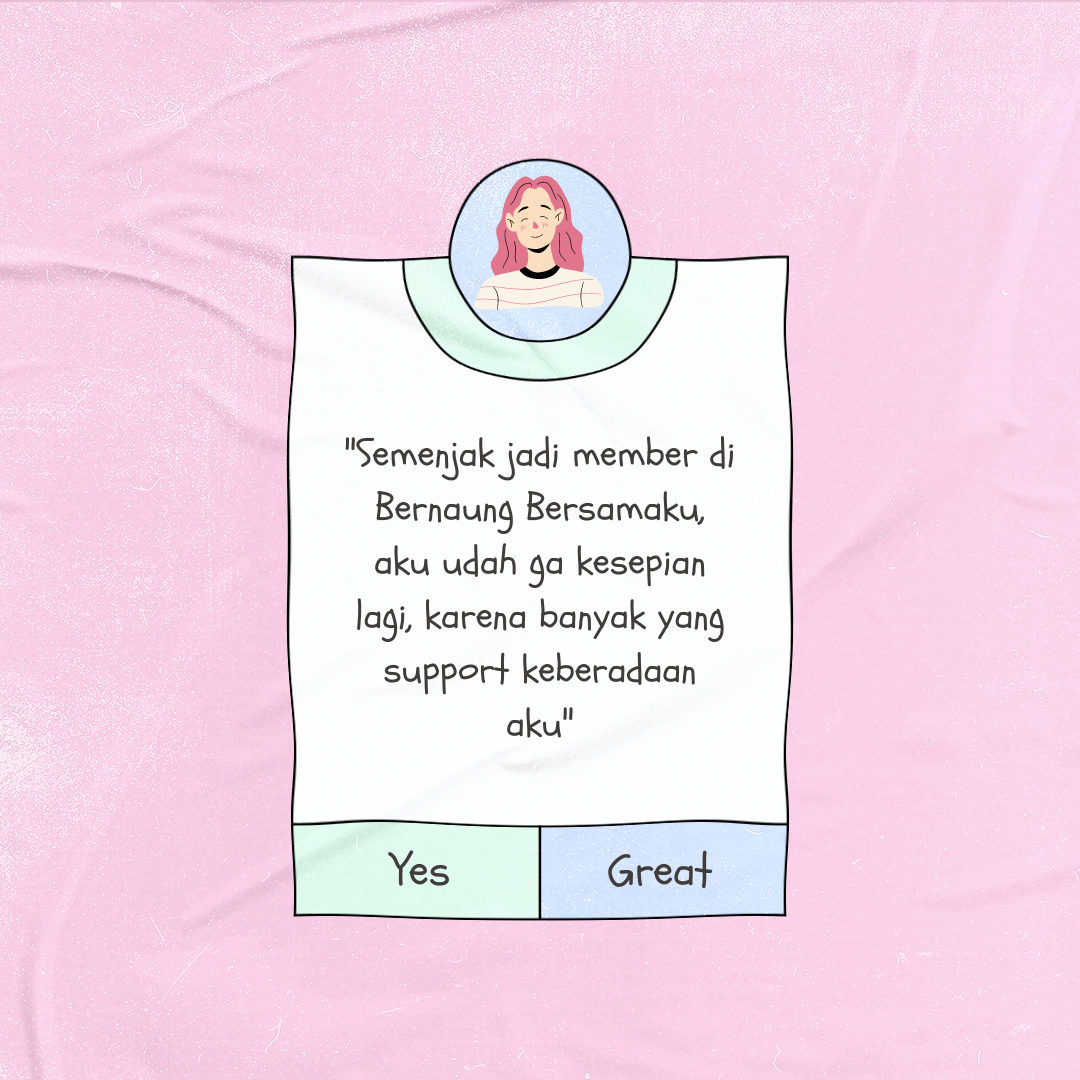 "Semenjak jadi member di
Bernaung Bersamaku,
aku udah ga kesepian
lagi, karena banyak yang
support keberadaan
aku"
Yes
Great